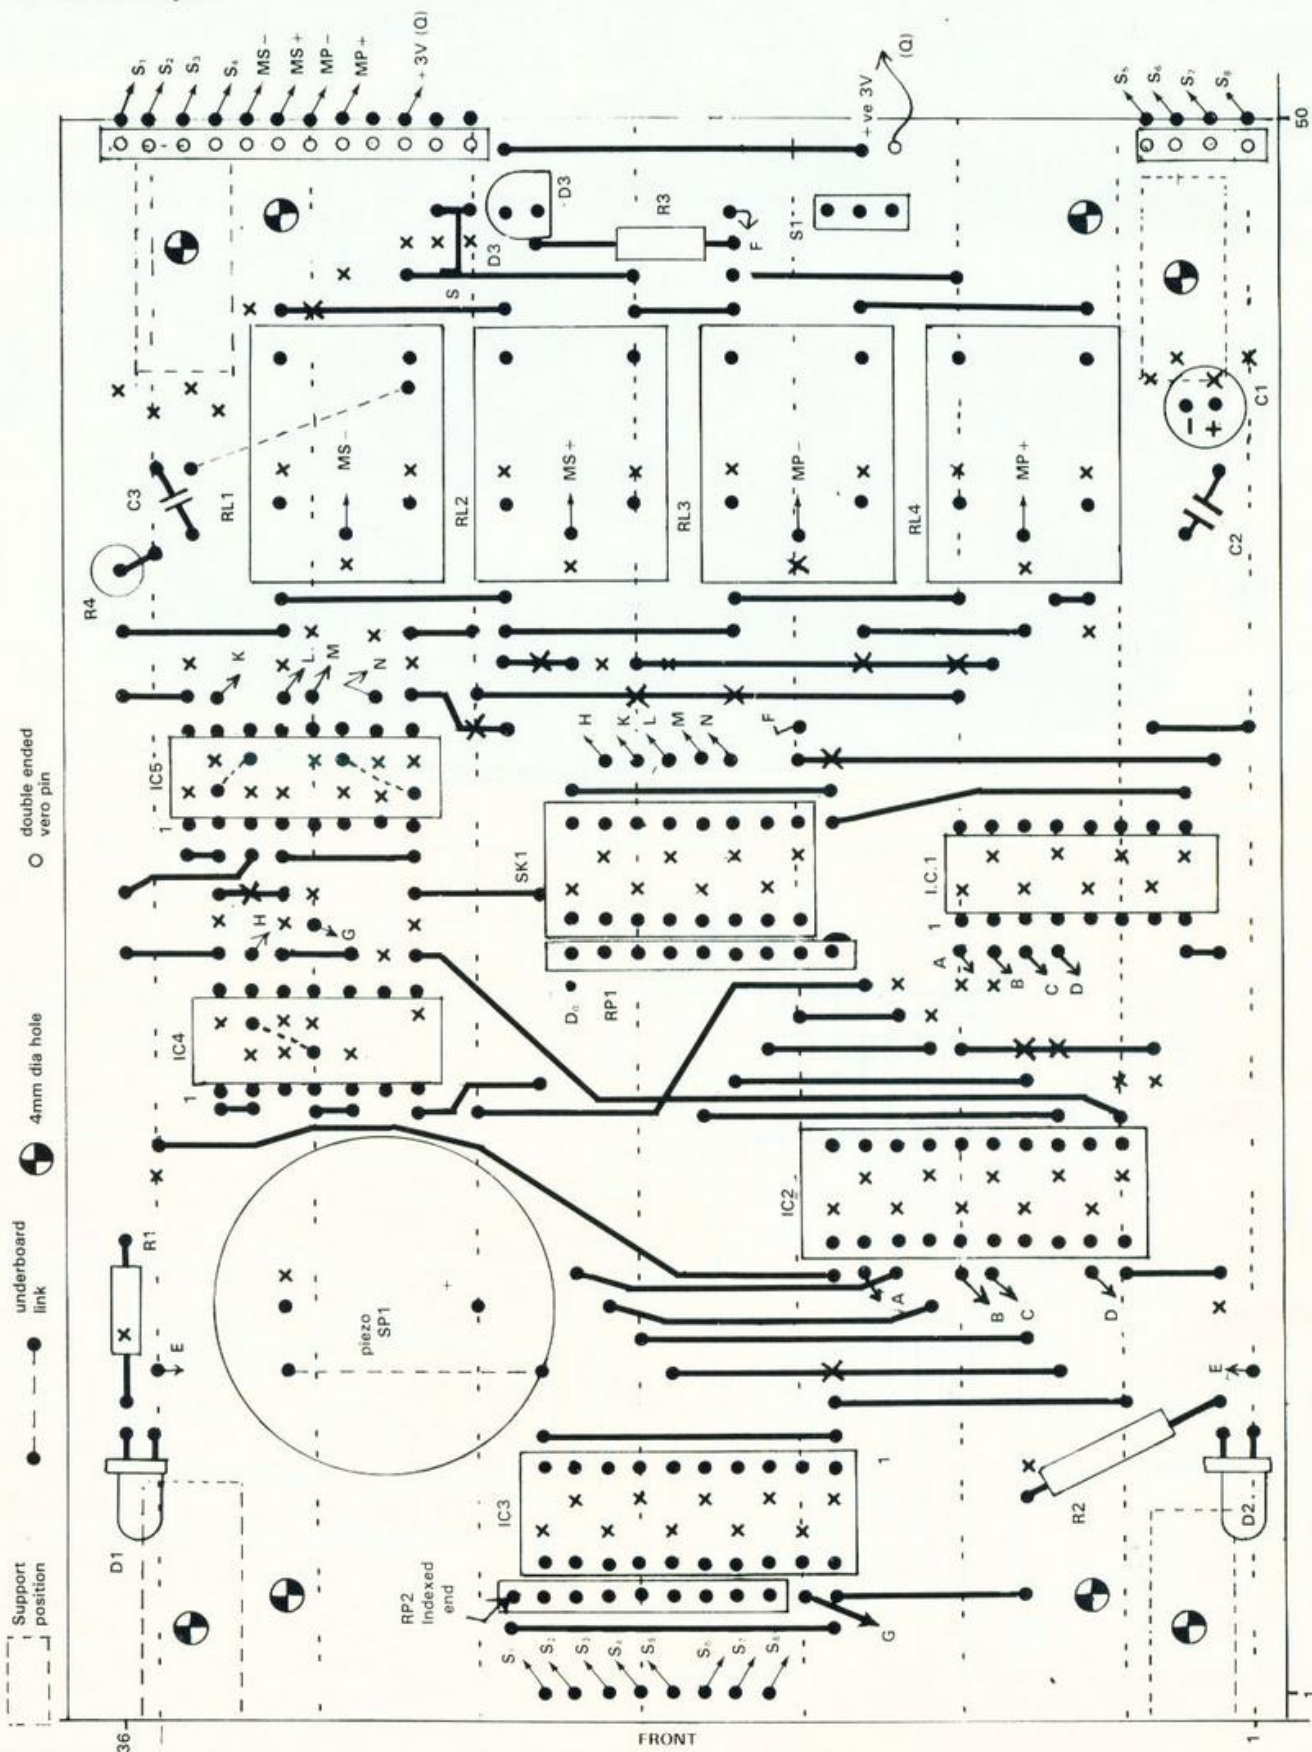 Support
position
underboard
link
4mm dia hole
double ended
vero pin
S₁
S₂
S₃
S₄
MS -
MS +
MP -
MP +
+ 3V (Q)
+ve 3V
(Q)
S₅
S₆
S₇
S₈
50
D3
D3
R3
F
S1
S
C3
R4
RL1
MS -
RL2
MS +
RL3
MP -
RL4
MP +
-
+
C1
C2
K
L
M
N
IC5
1
H
K
L
M
N
F
SK1
I.C.1
1
H
G
A
B
C
D
RP1
IC4
1
IC2
R1
E
piezo
SP1
+
A
B
C
D
E
D1
IC3
1
R2
D2
RP2
Indexed
end
G
S₂
S₃
S₄
S₅
S₆
S₇
S₈
36
FRONT
1
1